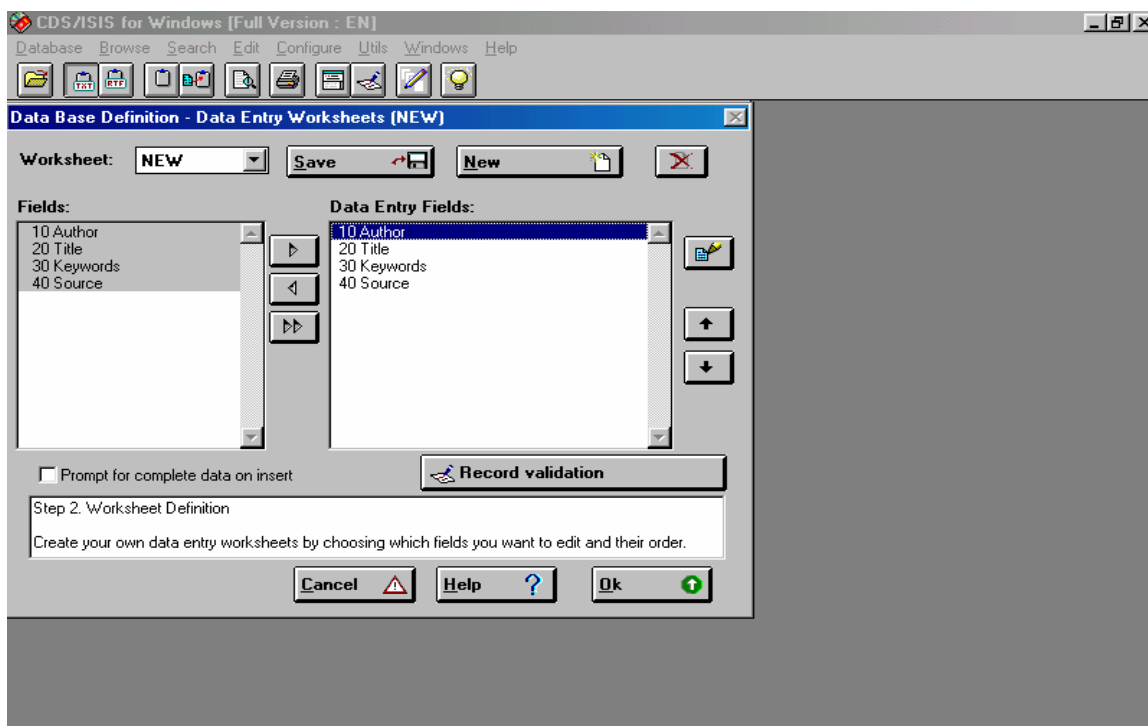 CDS/ISIS for Windows [Full Version : EN]
Database Browse Search Edit Configure Utils Windows Help
TXT RTF
Data Base Definition - Data Entry Worksheets (NEW)
Worksheet: NEW Save New
Fields: Data Entry Fields:
10 Author 10 Author
20 Title 20 Title
30 Keywords 30 Keywords
40 Source 40 Source
Prompt for complete data on insert Record validation
Step 2. Worksheet Definition
Create your own data entry worksheets by choosing which fields you want to edit and their order.
Cancel Help ? Ok